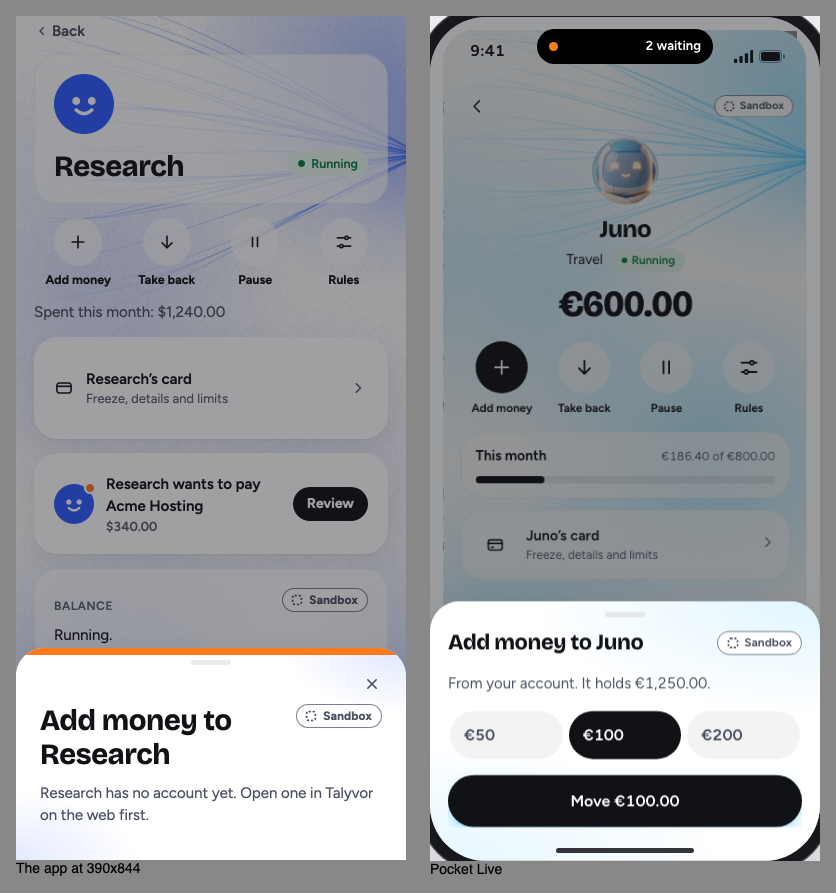 Back
Research
Running
Add money
Take back
Pause
Rules
Spent this month: $1,240.00
Research's card
Freeze, details and limits
Research wants to pay
Acme Hosting
$340.00
Review
BALANCE
Sandbox
Running.
Add money to
Research
Sandbox
Research has no account yet. Open one in Talyvor
on the web first.
The app at 390x844
9:41
2 waiting
Sandbox
Juno
Travel
Running
€600.00
Add money
Take back
Pause
Rules
This month
€186.40 of €800.00
Juno's card
Freeze, details and limits
Add money to Juno
Sandbox
From your account. It holds €1,250.00.
€50
€100
€200
Move €100.00
Pocket Live